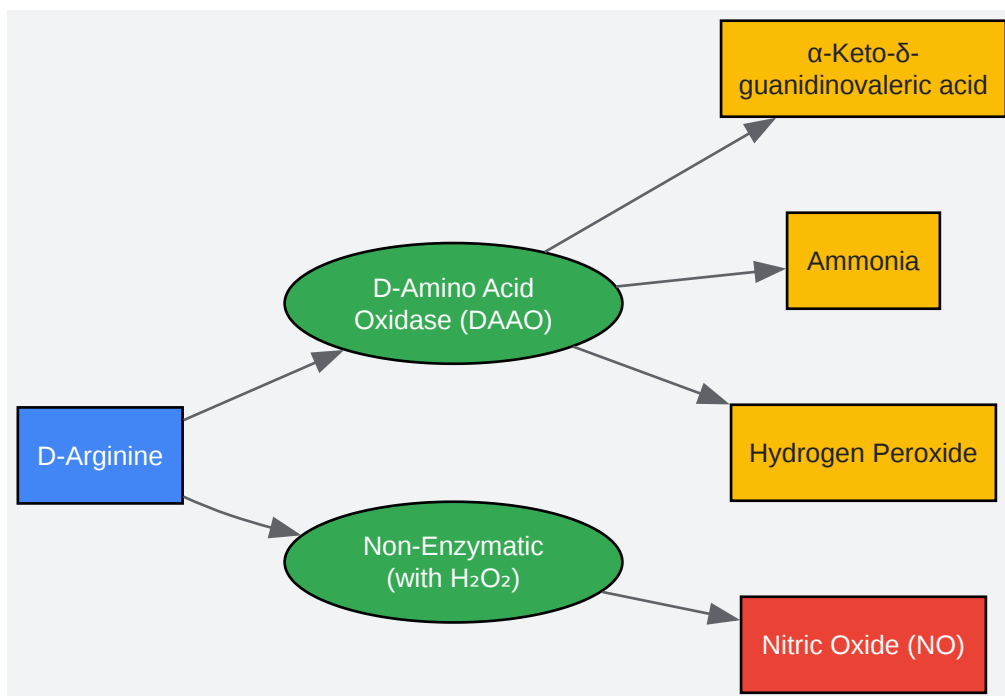 α-Keto-δ-
guanidinovaleric acid
Ammonia
D-Amino Acid
Oxidase (DAAO)
D-Arginine
Hydrogen Peroxide
Non-Enzymatic
(with H₂O₂)
Nitric Oxide (NO)